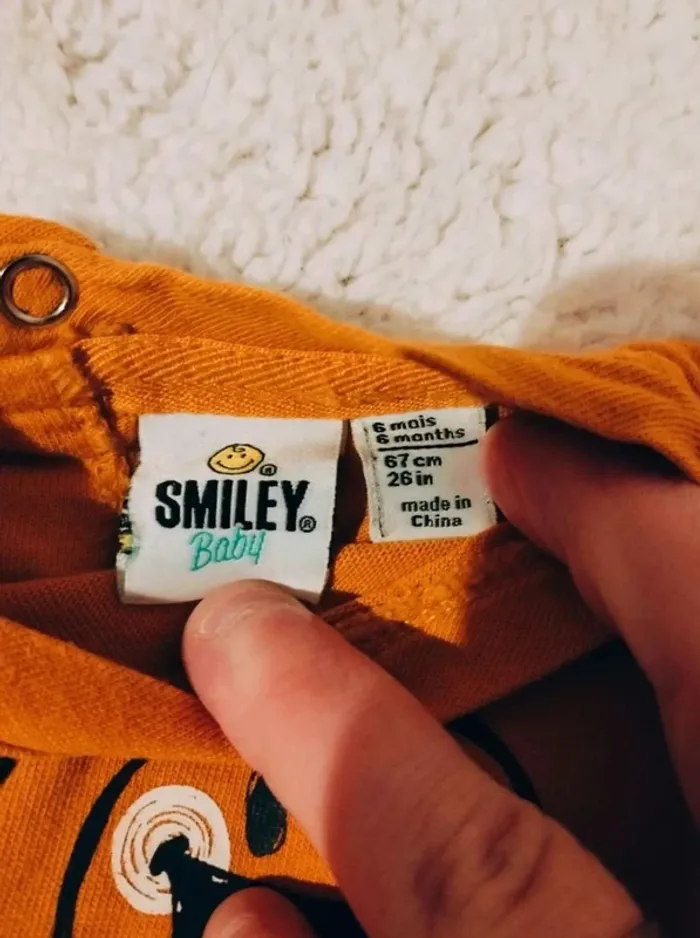 SMILEY®
Baby
6 mois
6 months
67 cm
26 in
made in
China